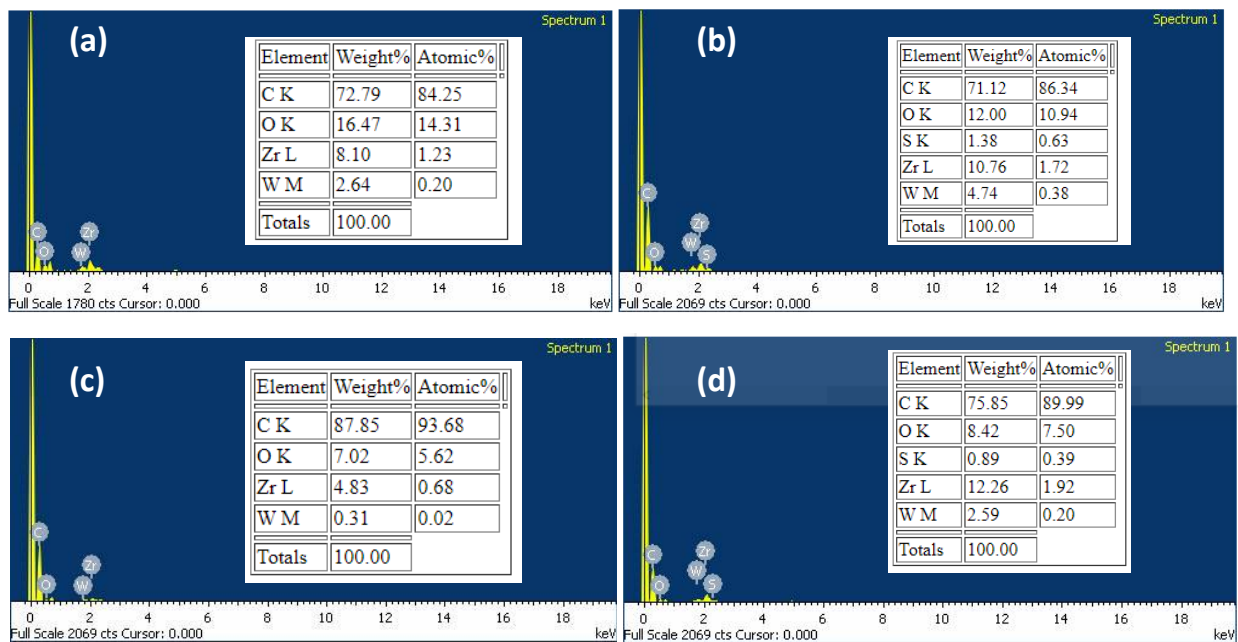 (a)
Spectrum 1
Element Weight% Atomic%
C K 72.79 84.25
O K 16.47 14.31
Zr L 8.10 1.23
W M 2.64 0.20
Totals 100.00
C
O
W
Zr
0 2 4 6 8 10 12 14 16 18
Full Scale 1780 cts Cursor: 0.000 keV
(b)
Spectrum 1
Element Weight% Atomic%
C K 71.12 86.34
O K 12.00 10.94
S K 1.38 0.63
Zr L 10.76 1.72
W M 4.74 0.38
Totals 100.00
C
O
W
Zr
S
0 2 4 6 8 10 12 14 16 18
Full Scale 2069 cts Cursor: 0.000 keV
(c)
Spectrum 1
Element Weight% Atomic%
C K 87.85 93.68
O K 7.02 5.62
Zr L 4.83 0.68
W M 0.31 0.02
Totals 100.00
C
O
W
Zr
0 2 4 6 8 10 12 14 16 18
Full Scale 2069 cts Cursor: 0.000 keV
(d)
Spectrum 1
Element Weight% Atomic%
C K 75.85 89.99
O K 8.42 7.50
S K 0.89 0.39
Zr L 12.26 1.92
W M 2.59 0.20
Totals 100.00
C
O
W
Zr
S
0 2 4 6 8 10 12 14 16 18
Full Scale 2069 cts Cursor: 0.000 keV